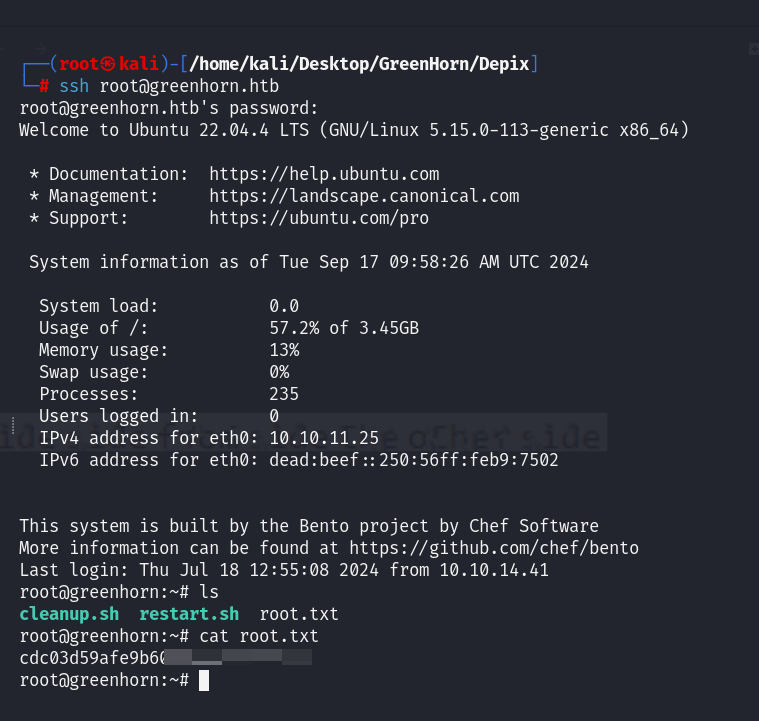 ┌──(root㉿kali)-[/home/kali/Desktop/GreenHorn/Depix]
└─# ssh root@greenhorn.htb
root@greenhorn.htb's password:
Welcome to Ubuntu 22.04.4 LTS (GNU/Linux 5.15.0-113-generic x86_64)
* Documentation: https://help.ubuntu.com
* Management: https://landscape.canonical.com
* Support: https://ubuntu.com/pro
System information as of Tue Sep 17 09:58:26 AM UTC 2024
System load: 0.0
Usage of /: 57.2% of 3.45GB
Memory usage: 13%
Swap usage: 0%
Processes: 235
Users logged in: 0
IPv4 address for eth0: 10.10.11.25
IPv6 address for eth0: dead:beef::250:56ff:feb9:7502
the other side
This system is built by the Bento project by Chef Software
More information can be found at https://github.com/chef/bento
Last login: Thu Jul 18 12:55:08 2024 from 10.10.14.41
root@greenhorn:~# ls
cleanup.sh restart.sh root.txt
root@greenhorn:~# cat root.txt
cdc03d59afe9b60
root@greenhorn:~#